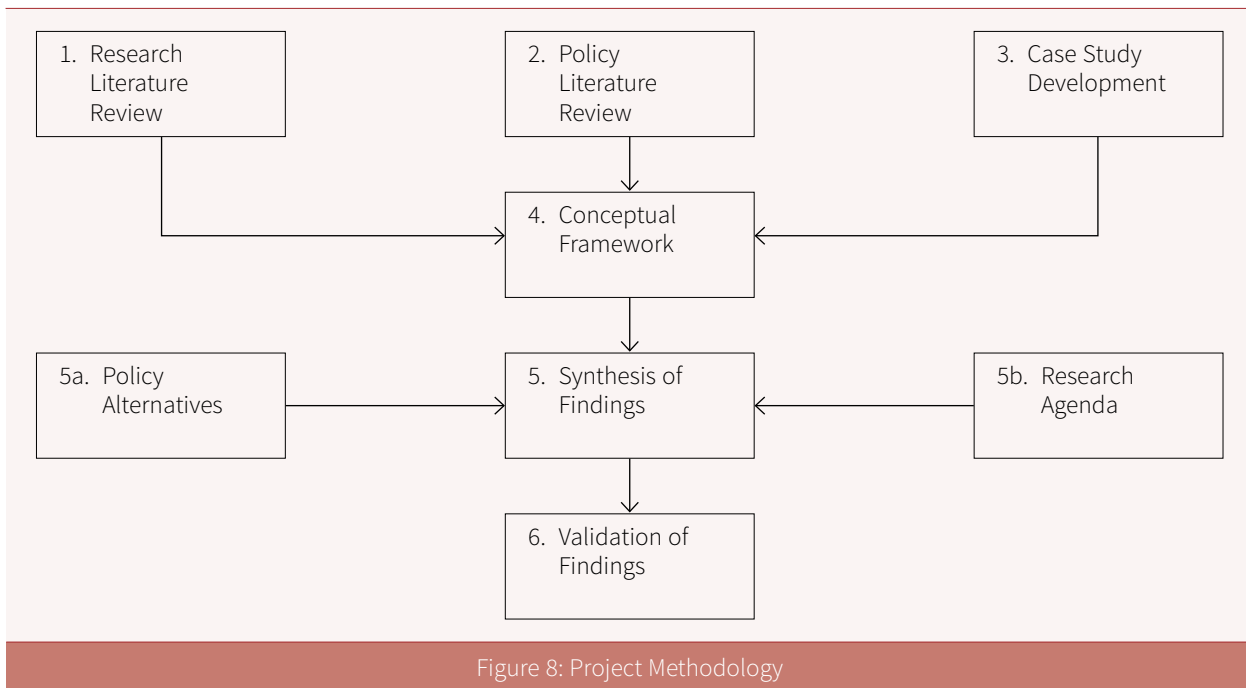 1. Research
Literature
Review
2. Policy
Literature
Review
3. Case Study
Development
4. Conceptual
Framework
5a. Policy
Alternatives
5. Synthesis of
Findings
5b. Research
Agenda
6. Validation of
Findings
Figure 8: Project Methodology